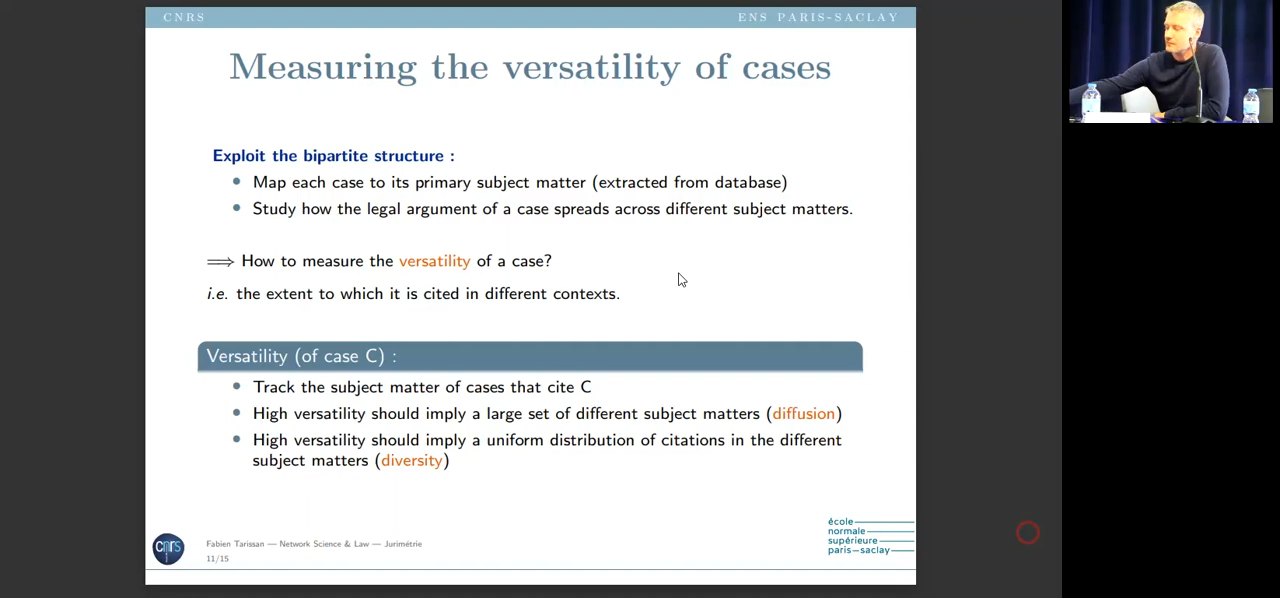 CNRS
ENS PARIS-SACLAY
Measuring the versatility of cases
Exploit the bipartite structure :
• Map each case to its primary subject matter (extracted from database)
• Study how the legal argument of a case spreads across different subject matters.
⟹ How to measure the versatility of a case?
i.e. the extent to which it is cited in different contexts.
Versatility (of case C) :
• Track the subject matter of cases that cite C
• High versatility should imply a large set of different subject matters (diffusion)
• High versatility should imply a uniform distribution of citations in the different
subject matters (diversity)
cnrs
Fabien Tarissan — Network Science & Law — Jurimétrie
11/15
école
normale
supérieure
paris–saclay